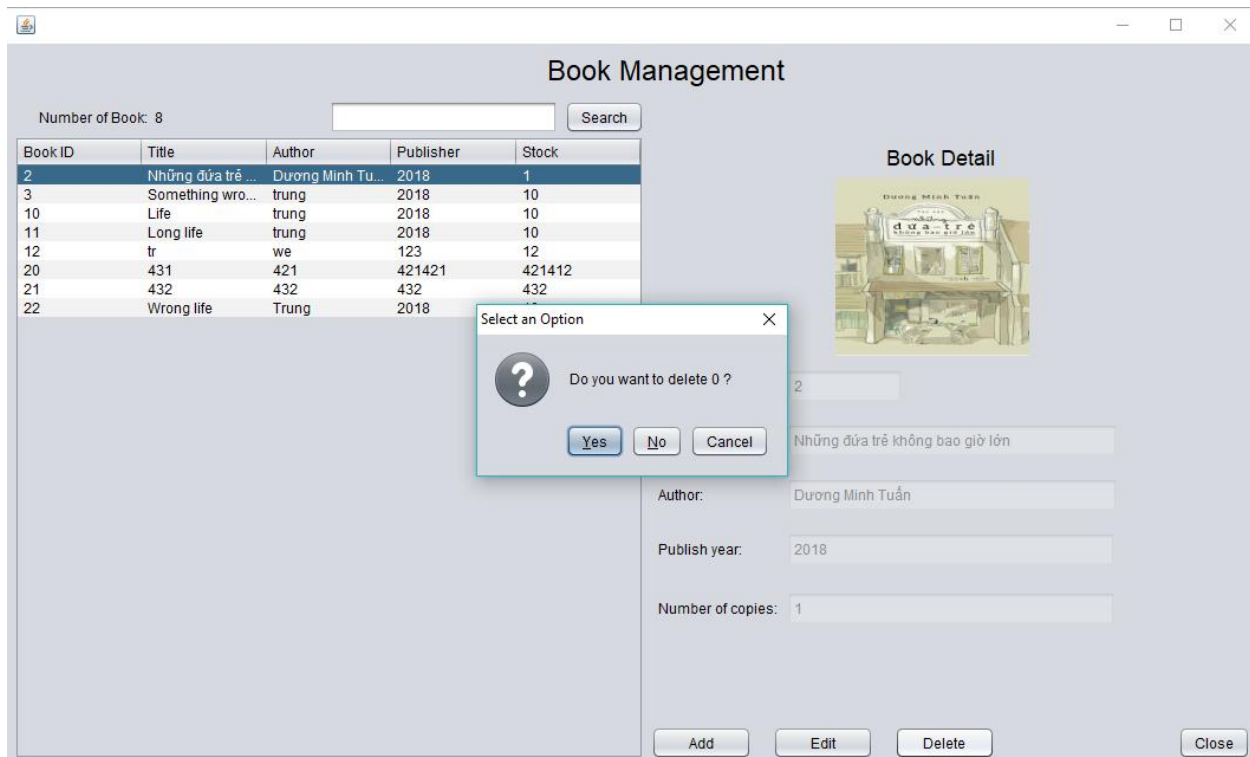 Book Management
Number of Book: 8
Search
Book ID Title Author Publisher Stock
2 Những đứa trẻ ... Dương Minh Tu... 2018 1
3 Something wro... trung 2018 10
10 Life trung 2018 10
11 Long life trung 2018 10
12 tr we 123 12
20 431 421 421421 421412
21 432 432 432 432
22 Wrong life Trung 2018
Book Detail
Dương Minh Tuấn
những
đứa trẻ
không bao giờ lớn
Select an Option
Do you want to delete 0 ?
Yes No Cancel
2
Những đứa trẻ không bao giờ lớn
Author: Dương Minh Tuấn
Publish year: 2018
Number of copies: 1
Add Edit Delete Close